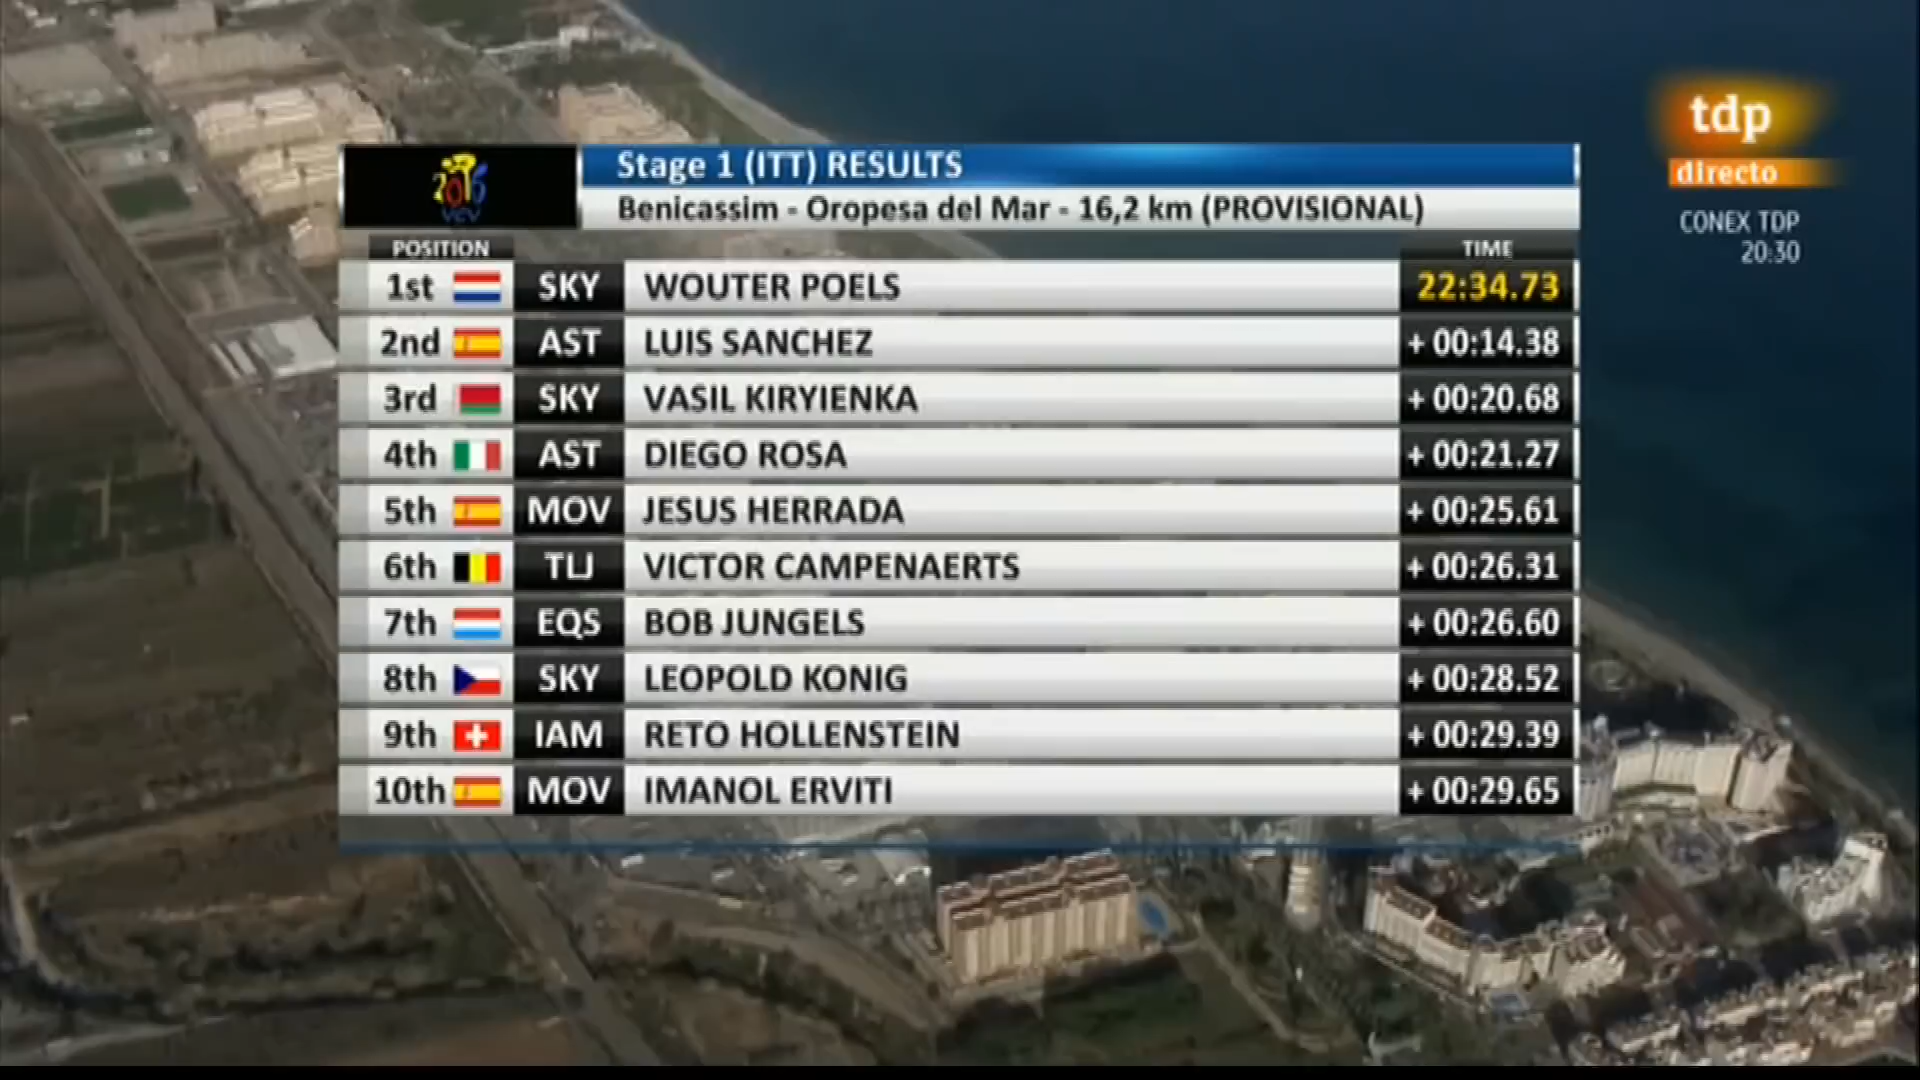 tdp
directo
CONEX TDP
20:30
2016
VCV
Stage 1 (ITT) RESULTS
Benicassim - Oropesa del Mar - 16,2 km (PROVISIONAL)
POSITION TIME
1st SKY WOUTER POELS 22:34.73
2nd AST LUIS SANCHEZ + 00:14.38
3rd SKY VASIL KIRYIENKA + 00:20.68
4th AST DIEGO ROSA + 00:21.27
5th MOV JESUS HERRADA + 00:25.61
6th TLJ VICTOR CAMPENAERTS + 00:26.31
7th EQS BOB JUNGELS + 00:26.60
8th SKY LEOPOLD KONIG + 00:28.52
9th IAM RETO HOLLENSTEIN + 00:29.39
10th MOV IMANOL ERVITI + 00:29.65